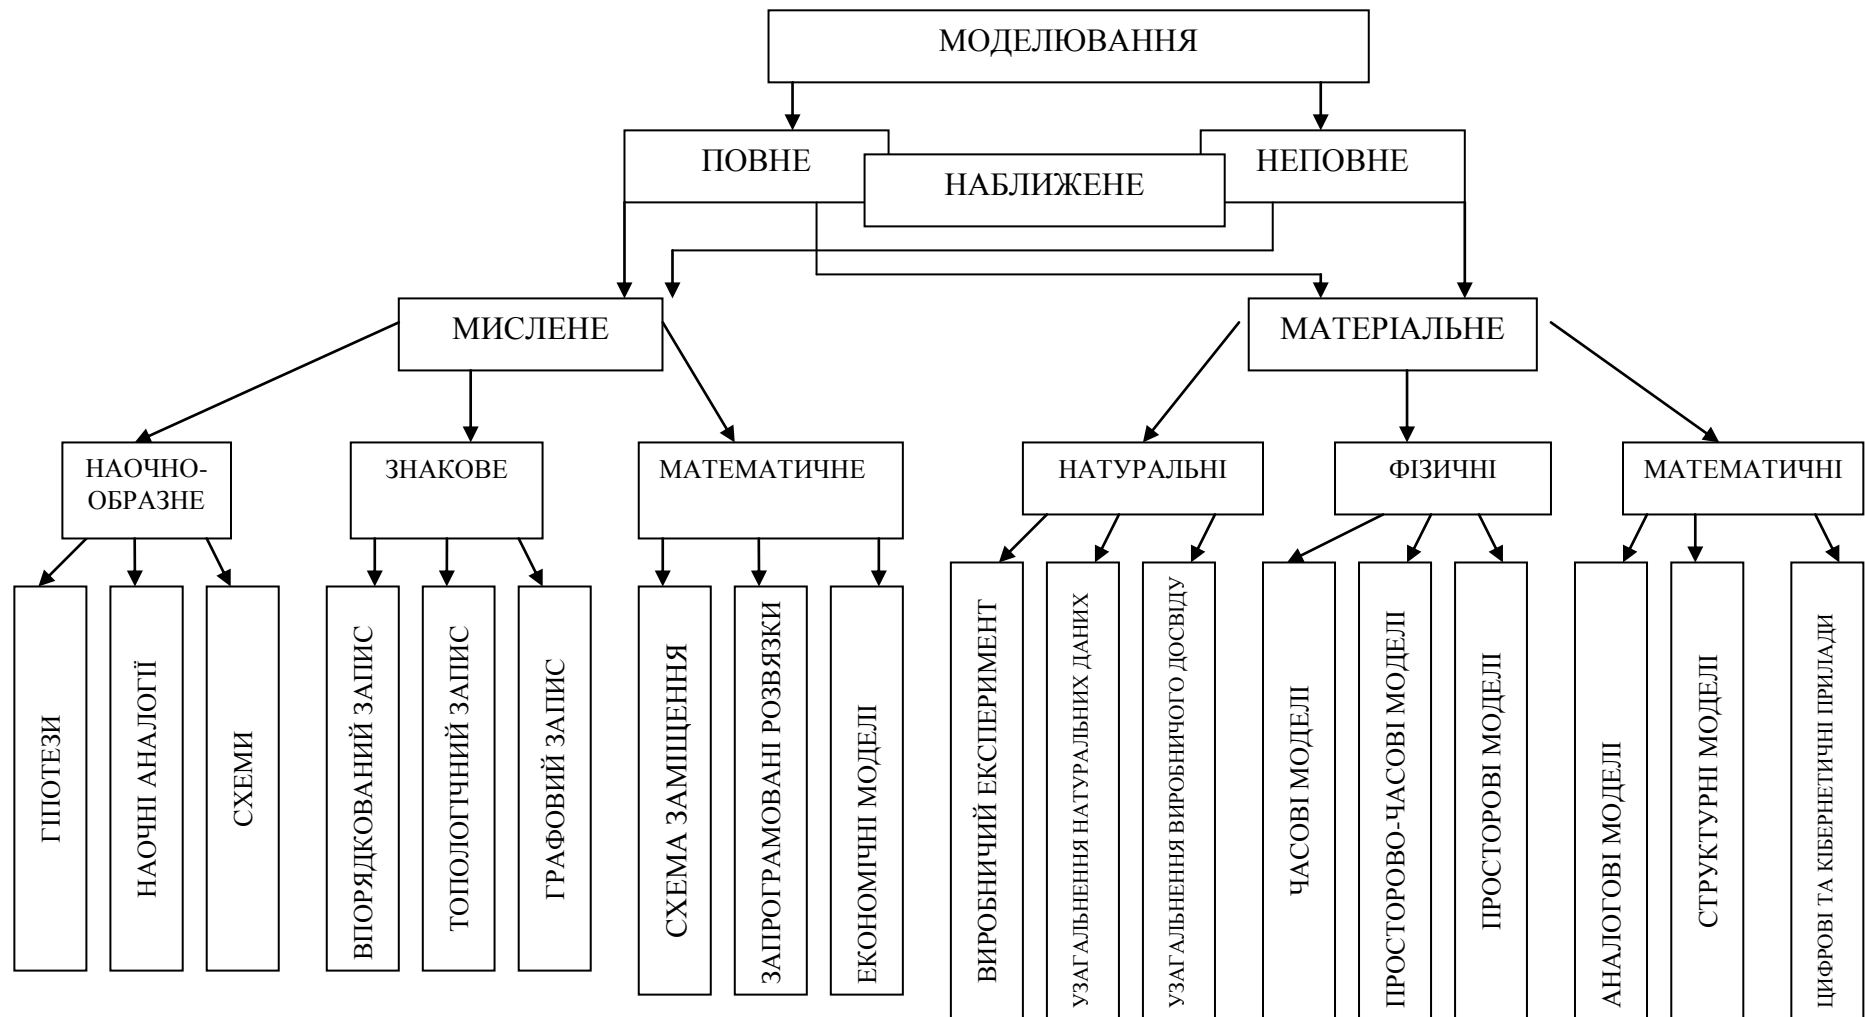 МОДЕЛЮВАННЯ
ПОВНЕ
НАБЛИЖЕНЕ
НЕПОВНЕ
МИСЛЕНЕ
МАТЕРІАЛЬНЕ
НАОЧНО-
ОБРАЗНЕ
ЗНАКОВЕ
МАТЕМАТИЧНЕ
НАТУРАЛЬНІ
ФІЗИЧНІ
МАТЕМАТИЧНІ
ГІПОТЕЗИ
НАОЧНІ АНАЛОГІЇ
СХЕМИ
ВПОРЯДКОВАНИЙ ЗАПИС
ТОПОЛОГІЧНИЙ ЗАПИС
ГРАФОВИЙ ЗАПИС
СХЕМА ЗАМІЩЕННЯ
ЗАПРОГРАМОВАНІ РОЗВЯЗКИ
ЕКОНОМІЧНІ МОДЕЛІ
ВИРОБНИЧИЙ ЕКСПЕРИМЕНТ
УЗАГАЛЬНЕННЯ НАТУРАЛЬНИХ ДАНИХ
УЗАГАЛЬНЕННЯ ВИРОБНИЧОГО ДОСВІДУ
ЧАСОВІ МОДЕЛІ
ПРОСТОРОВО-ЧАСОВІ МОДЕЛІ
ПРОСТОРОВІ МОДЕЛІ
АНАЛОГОВІ МОДЕЛІ
СТРУКТУРНІ МОДЕЛІ
ЦИФРОВІ ТА КІБЕРНЕТИЧНІ ПРИЛАДИ